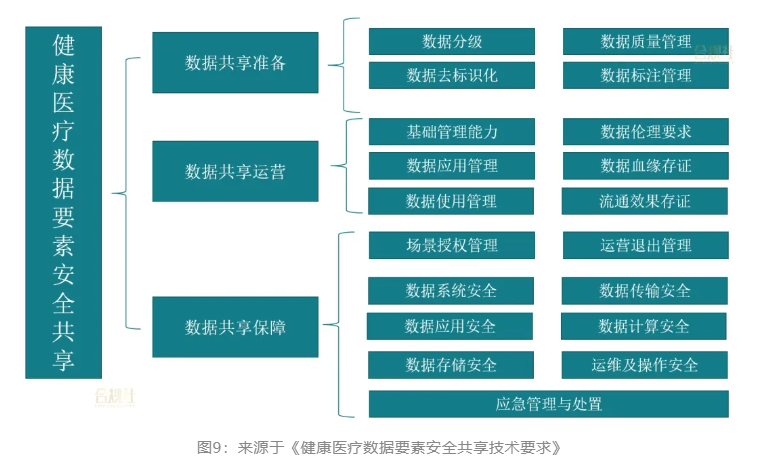 健康医疗数据要素安全共享
数据共享准备
数据分级
数据质量管理
数据去标识化
数据标注管理
数据共享运营
基础管理能力
数据伦理要求
数据应用管理
数据血缘存证
数据使用管理
流通效果存证
数据共享保障
场景授权管理
运营退出管理
数据系统安全
数据传输安全
数据应用安全
数据计算安全
数据存储安全
运维及操作安全
应急管理与处置
图9：来源于《健康医疗数据要素安全共享技术要求》